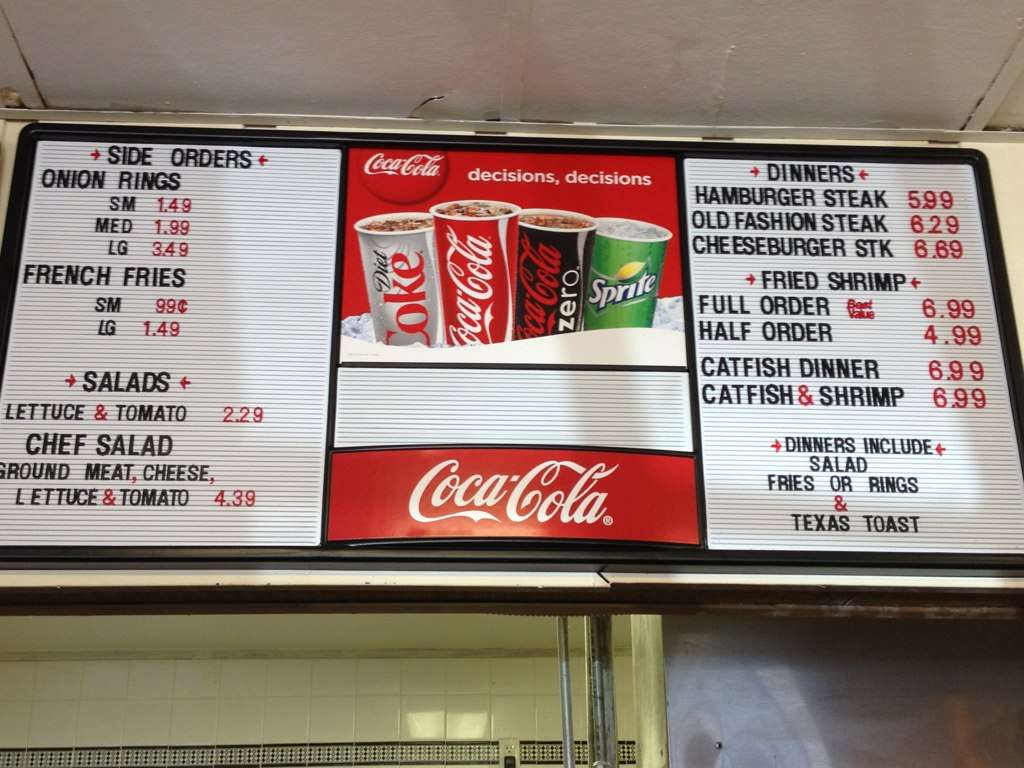 SIDE ORDERS
ONION RINGS
SM 1.49
MED 1.99
LG 3.49
FRENCH FRIES
SM 99¢
LG 1.49
SALADS
LETTUCE & TOMATO 2.29
CHEF SALAD
GROUND MEAT, CHEESE,
LETTUCE & TOMATO 4.39
Coca-Cola
decisions, decisions
Diet Coke
Coca-Cola
Coca-Cola zero
Sprite
Coca-Cola®
DINNERS
HAMBURGER STEAK 5.99
OLD FASHION STEAK 6.29
CHEESEBURGER STK 6.69
FRIED SHRIMP
FULL ORDER Best Value 6.99
HALF ORDER 4.99
CATFISH DINNER 6.99
CATFISH & SHRIMP 6.99
DINNERS INCLUDE
SALAD
FRIES OR RINGS
&
TEXAS TOAST